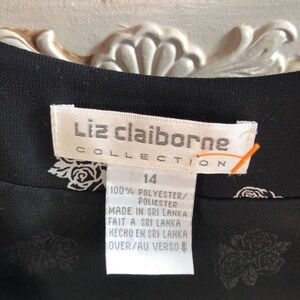 Liz claiborne
COLLECTION
14
100% POLYESTER/
POLIESTER
MADE IN SRI LANKA
FAIT A SRI LANKA
HECHO EN SRI LANKA
OVER/AU VERSO